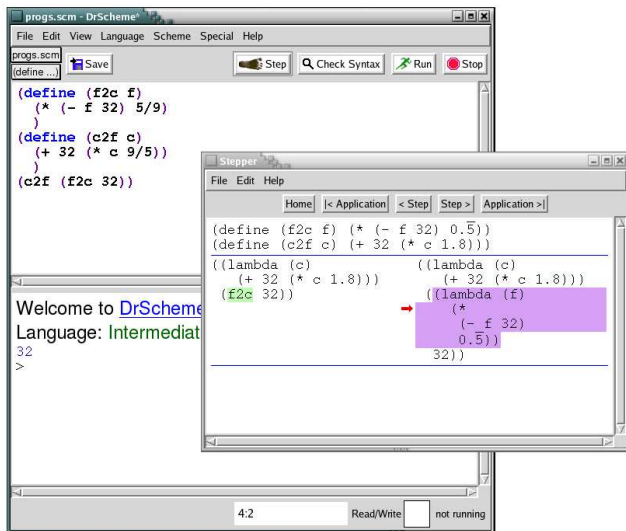 progs.scm - DrScheme*
File Edit View Language Scheme Special Help
progs.scm
(define ...)
Save
Step
Check Syntax
Run
Stop
(define (f2c f)
(* (- f 32) 5/9)
)
(define (c2f c)
(+ 32 (* c 9/5))
)
(c2f (f2c 32))
Stepper
File Edit Help
Home |< Application < Step Step > Application >|
(define (f2c f) (* (- f 32) 0.5̅))
(define (c2f c) (+ 32 (* c 1.8)))
((lambda (c)
(+ 32 (* c 1.8)))
(f2c 32))
((lambda (c)
(+ 32 (* c 1.8)))
((lambda (f)
(*
(- f 32)
0.5̅))
32))
Welcome to DrScheme
Language: Intermediat
32
>
4:2
Read/Write
not running